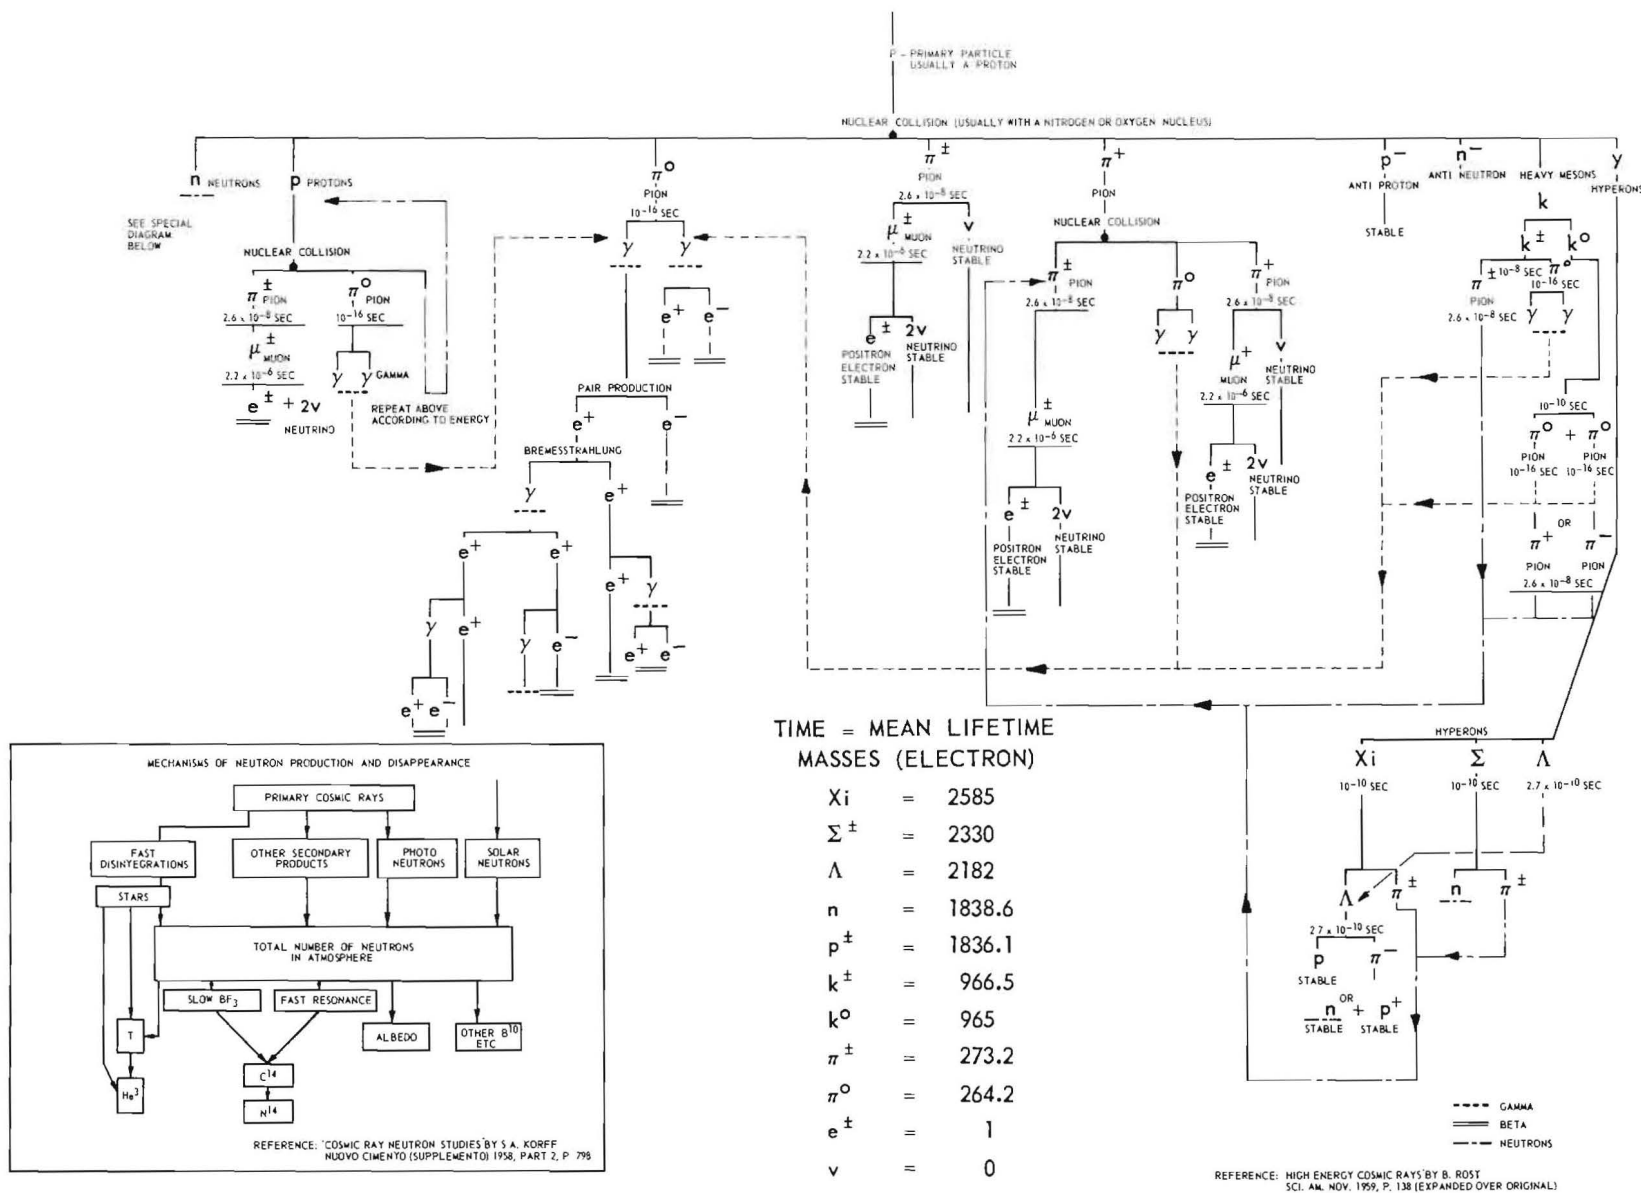 P - PRIMARY PARTICLE
USUALLY A PROTON
NUCLEAR COLLISION (USUALLY WITH A NITROGEN OR OXYGEN NUCLEUS)
n NEUTRONS
SEE SPECIAL
DIAGRAM
BELOW
p PROTONS
NUCLEAR COLLISION
π± PION
2.6 x 10⁻⁸ SEC
μ± MUON
2.2 x 10⁻⁶ SEC
e± + 2ν
NEUTRINO
π⁰ PION
10⁻¹⁶ SEC
γ γ GAMMA
REPEAT ABOVE
ACCORDING TO ENERGY
π⁰
PION
10⁻¹⁶ SEC
γ γ
e⁺ e⁻
PAIR PRODUCTION
e⁺ e⁻
BREMESSTRAHLUNG
γ e⁺
e⁺ e⁺
e⁺ γ
γ e⁺
γ e⁻
e⁺ e⁻
e⁺ e⁻
π±
PION
2.6 x 10⁻⁸ SEC
μ± MUON
2.2 x 10⁻⁶ SEC
ν
NEUTRINO
STABLE
e±
POSITRON
ELECTRON
STABLE
2ν
NEUTRINO
STABLE
π⁺
PION
NUCLEAR COLLISION
π± PION
2.6 x 10⁻⁸ SEC
μ± MUON
2.2 x 10⁻⁶ SEC
e±
POSITRON
ELECTRON
STABLE
2ν
NEUTRINO
STABLE
π⁰
γ γ
π⁺ PION
2.6 x 10⁻⁸ SEC
μ⁺
MUON
2.2 x 10⁻⁶ SEC
ν
NEUTRINO
STABLE
e±
POSITRON
ELECTRON
STABLE
2ν
NEUTRINO
STABLE
p⁻
ANTI PROTON
STABLE
n⁻
ANTI NEUTRON
HEAVY MESONS
k
k± k⁰
π± 10⁻⁸ SEC
PION
2.6 x 10⁻⁸ SEC
π⁰
10⁻¹⁶ SEC
γ γ
10⁻¹⁰ SEC
π⁰ + π⁰
PION PION
10⁻¹⁶ SEC 10⁻¹⁶ SEC
OR
π⁺ π⁻
PION PION
2.6 x 10⁻⁸ SEC
y
HYPERONS
HYPERONS
Xi Σ Λ
10⁻¹⁰ SEC 10⁻¹⁰ SEC 2.7 x 10⁻¹⁰ SEC
Λ π±
n π±
2.7 x 10⁻¹⁰ SEC
p π⁻
STABLE
OR
n + p⁺
STABLE STABLE
TIME = MEAN LIFETIME
MASSES (ELECTRON)
Xi = 2585
Σ± = 2330
Λ = 2182
n = 1838.6
p± = 1836.1
k± = 966.5
k⁰ = 965
π± = 273.2
π⁰ = 264.2
e± = 1
ν = 0
MECHANISMS OF NEUTRON PRODUCTION AND DISAPPEARANCE
PRIMARY COSMIC RAYS
FAST
DISINTEGRATIONS
OTHER SECONDARY
PRODUCTS
PHOTO
NEUTRONS
SOLAR
NEUTRONS
STARS
TOTAL NUMBER OF NEUTRONS
IN ATMOSPHERE
SLOW BF₃
FAST RESONANCE
T
ALBEDO
OTHER B¹⁰
ETC
C¹⁴
He³
N¹⁴
REFERENCE: 'COSMIC RAY NEUTRON STUDIES' BY S A. KORFF
NUOVO CIMENTO (SUPPLEMENTO) 1958, PART 2, P 798
GAMMA
BETA
NEUTRONS
REFERENCE: HIGH ENERGY COSMIC RAYS' BY B. ROST
SCI. AM. NOV. 1959, P. 138 (EXPANDED OVER ORIGINAL)